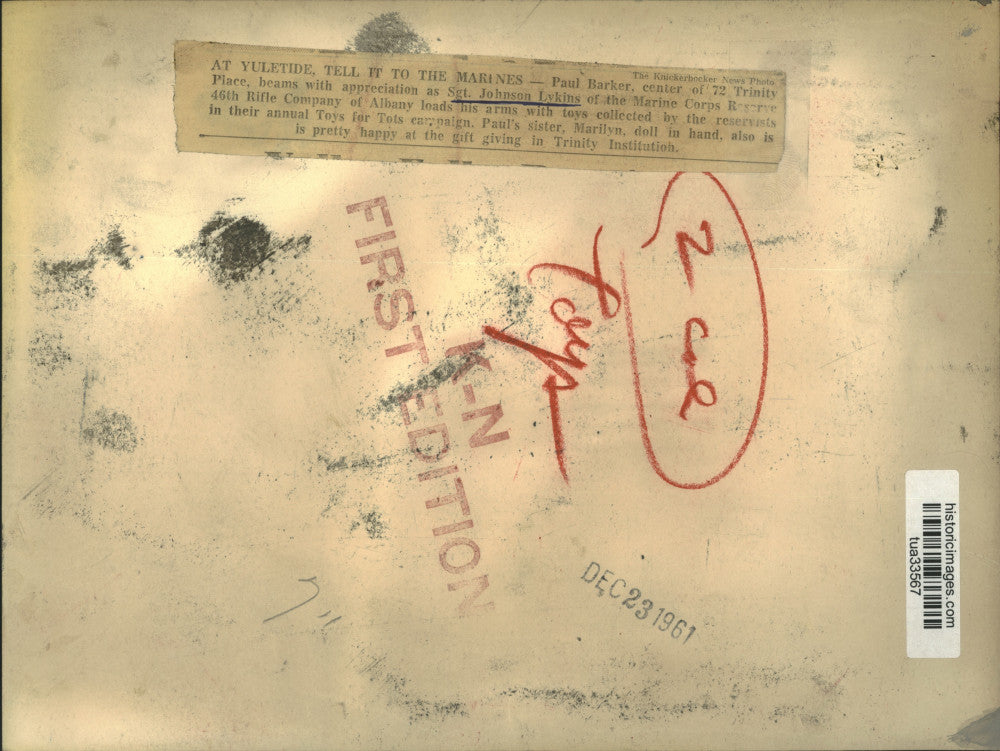 The Knickerbocker News Photo
AT YULETIDE, TELL IT TO THE MARINES — Paul Barker, center of 72 Trinity
Place, beams with appreciation as Sgt. Johnson Lykins of the Marine Corps Reserve
46th Rifle Company of Albany loads his arms with toys collected by the reservists
in their annual Toys for Tots campaign. Paul's sister, Marilyn, doll in hand, also is
is pretty happy at the gift giving in Trinity Institution.
K-N
FIRST EDITION
2 col
DEC 23 1961
historicimages.com
tua33567